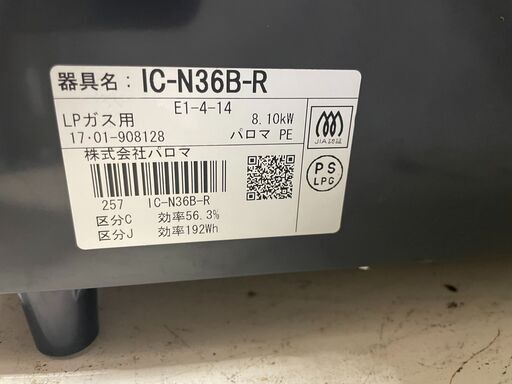 器具名： IC-N36B-R
E1-4-14
LPガス用 8.10kW
17・01-908128 パロマ PE
株式会社パロマ
257 IC-N36B-R
区分C 効率56.3%
区分J 効率192Wh
JIA認証
PS
LPG